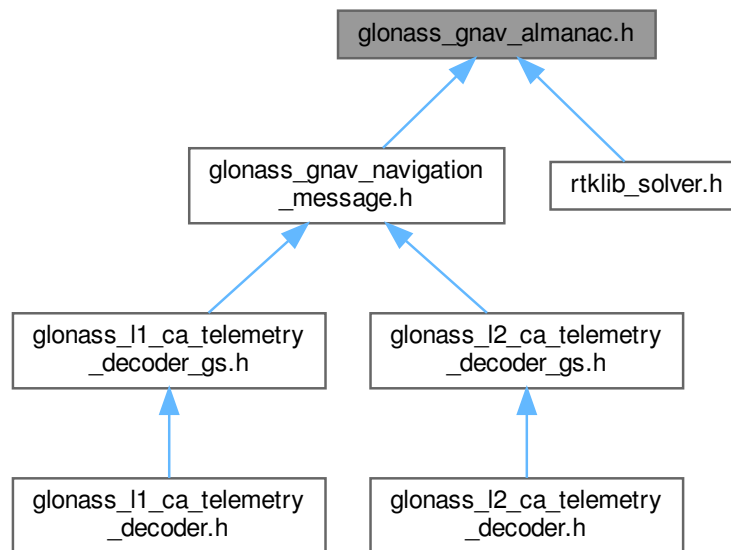 glonass_gnav_almanac.h
glonass_gnav_navigation
_message.h
rtklib_solver.h
glonass_l1_ca_telemetry
_decoder_gs.h
glonass_l2_ca_telemetry
_decoder_gs.h
glonass_l1_ca_telemetry
_decoder.h
glonass_l2_ca_telemetry
_decoder.h